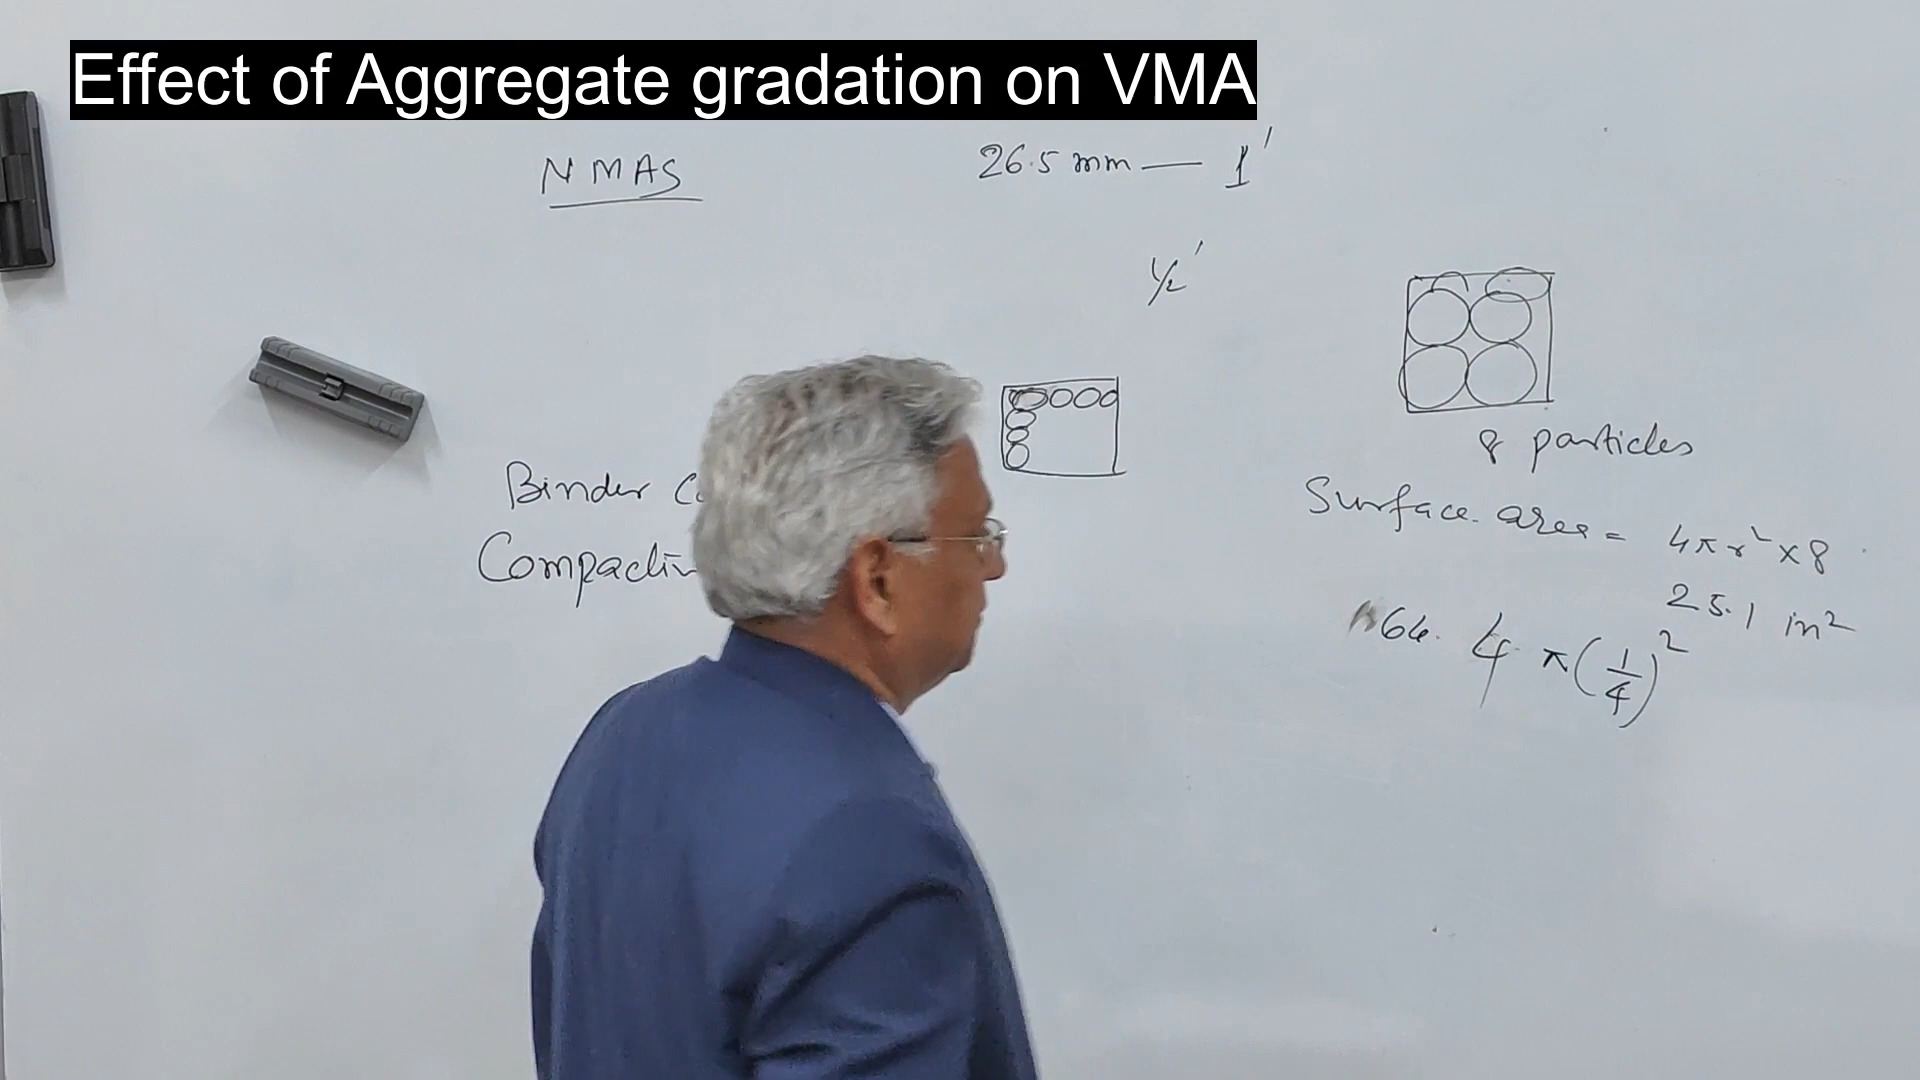 Effect of Aggregate gradation on VMA
NMAS
26.5 mm — 1'
1/2'
8 particles
Binder
Surface area = 4πr² × 8
25.1 in²
64. 4 π(1/4)²